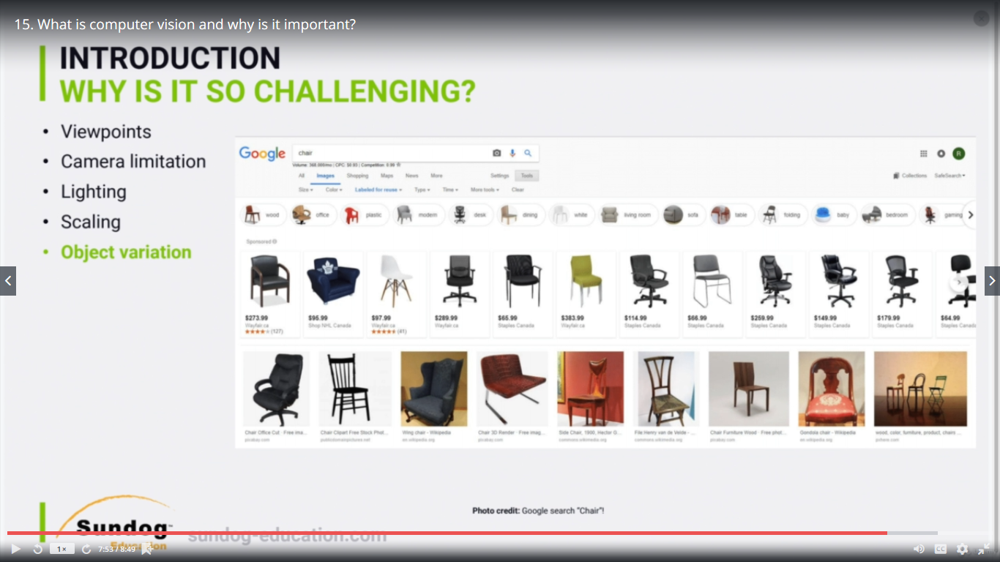 15. What is computer vision and why is it important?
INTRODUCTION
WHY IS IT SO CHALLENGING?
• Viewpoints
• Camera limitation
• Lighting
• Scaling
• Object variation
Google
chair
R
Volume: 368,000/mo | CPC: $0.93 | Competition: 0.99
All Images Shopping Maps News More Settings Tools
Collections SafeSearch
Size Color Labeled for reuse Type Time More tools Clear
wood office plastic modern desk dining white living room sofa table folding baby bedroom gaming
Sponsored
$273.99 $95.99 $97.99 $289.99 $65.99 $383.99 $114.99 $66.99 $259.99 $149.99 $179.99 $64.99
Wayfair.ca Shop NHL Canada Wayfair.ca Wayfair.ca Staples Canada Wayfair.ca Staples Canada Staples Canada Staples Canada Staples Canada Staples Canada Staples Canada
(127) (41)
Chair Office Cut · Free ima... Chair Clipart Free Stock Phot... Wing chair - Wikipedia Chair 3D Render · Free imag... Side Chair, 1900, Hector G... File:Henry van de Velde - ... Chair Furniture Wood · Free phot... Gondola chair - Wikipedia wood, color, furniture, product, chairs ...
pixabay.com publicdomainpictures.net en.wikipedia.org pixabay.com commons.wikimedia.org commons.wikimedia.org pixabay.com en.wikipedia.org pxhere.com
Photo credit: Google search "Chair"!
Sundog
Education
sundog-education.com
1× 7:53 / 8:49 CC